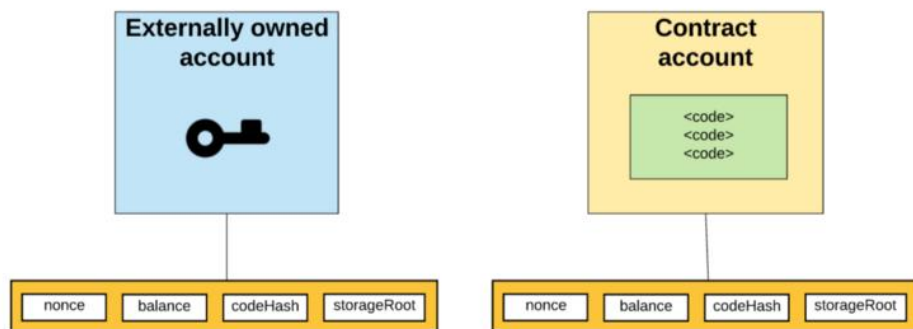 Externally owned
account
Contract
account
<code>
<code>
<code>
nonce
balance
codeHash
storageRoot
nonce
balance
codeHash
storageRoot